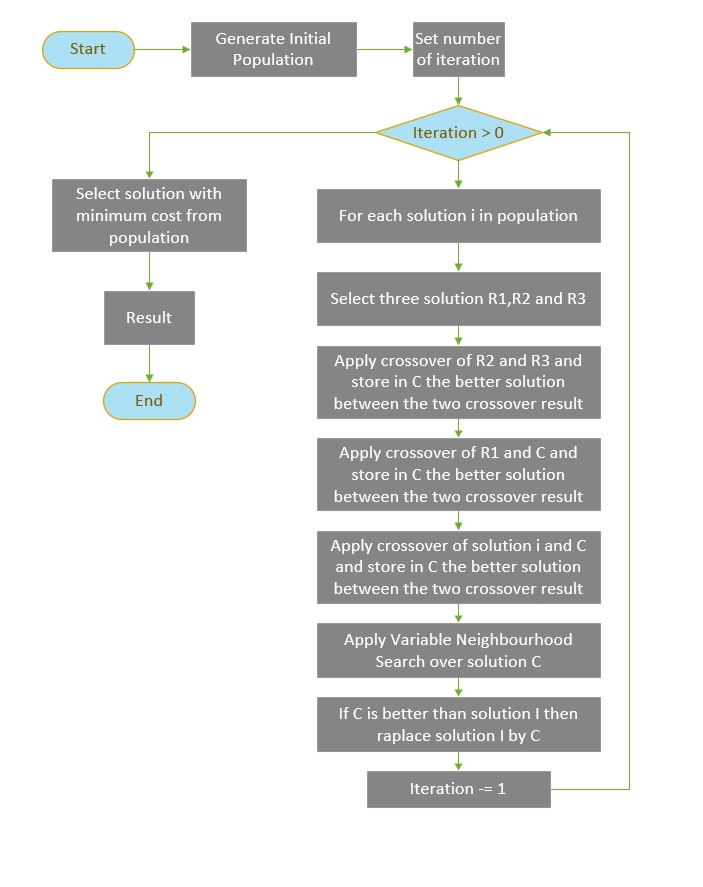 Start
Generate Initial
Population
Set number
of iteration
Iteration > 0
Select solution with
minimum cost from
population
Result
End
For each solution i in population
Select three solution R1,R2 and R3
Apply crossover of R2 and R3 and
store in C the better solution
between the two crossover result
Apply crossover of R1 and C and
store in C the better solution
between the two crossover result
Apply crossover of solution i and C
and store in C the better solution
between the two crossover result
Apply Variable Neighbourhood
Search over solution C
If C is better than solution I then
raplace solution I by C
Iteration -= 1